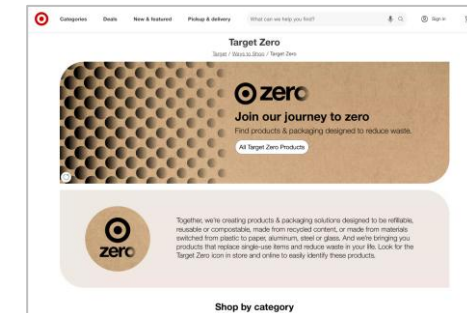 Categories Deals New & featured Pickup & delivery What can we help you find? Sign in
Target Zero
Target / Ways to Shop / Target Zero
zero
Join our journey to zero
Find products & packaging designed to reduce waste.
All Target Zero Products
zero
Together, we're creating products & packaging solutions designed to be refillable,
reusable or compostable, made from recycled content, or made from materials
switched from plastic to paper, aluminum, steel or glass. And we're bringing you
products that replace single-use items and reduce waste in your life. Look for the
Target Zero icon in store and online to easily identify these products.
Shop by category